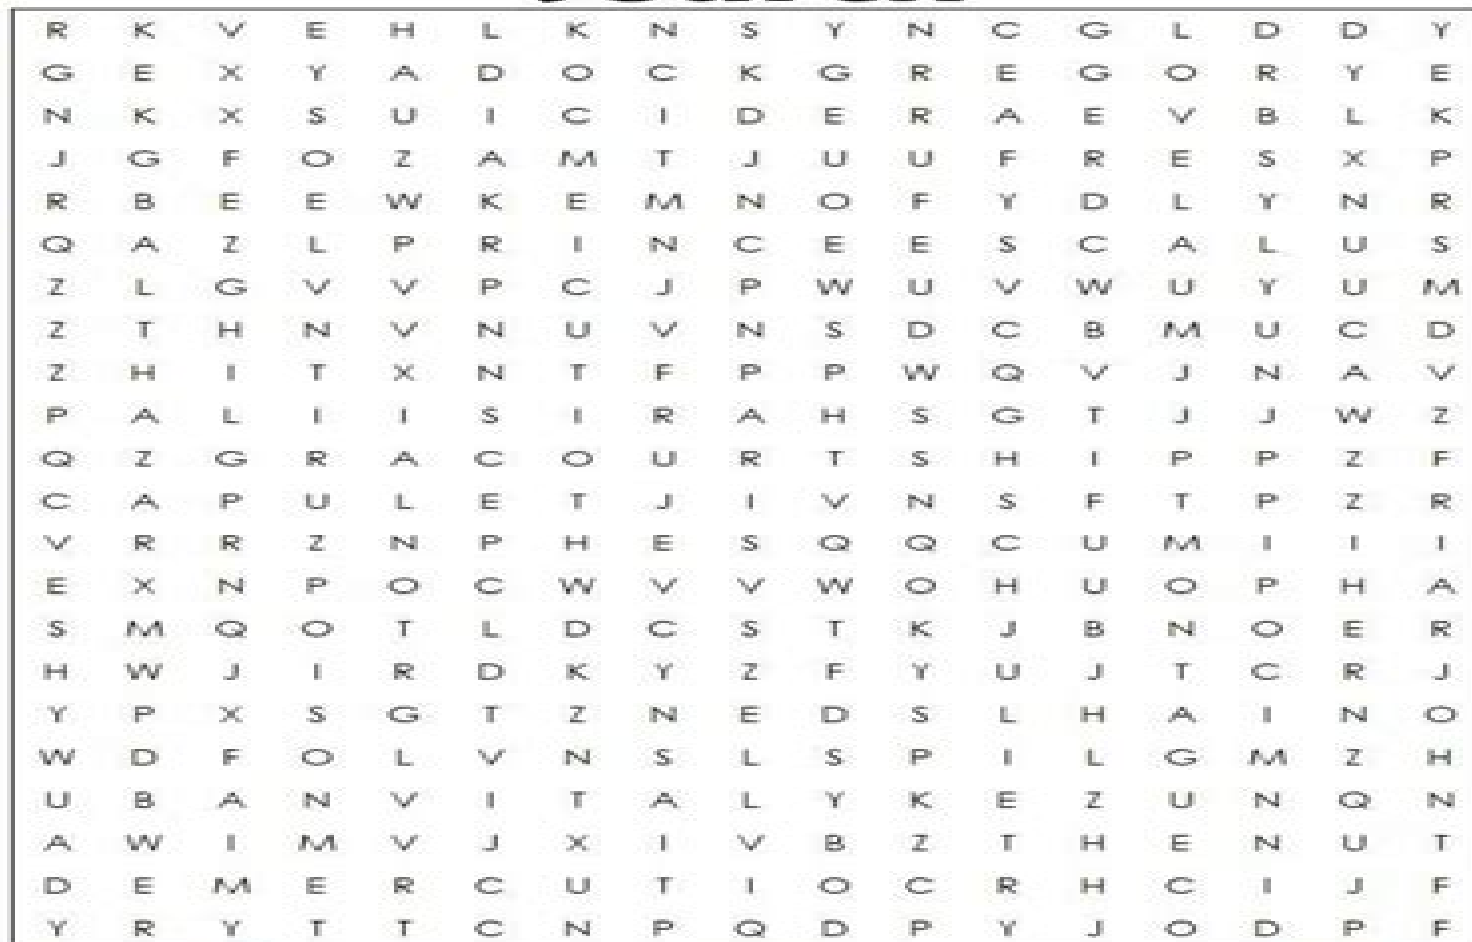 R K V E H L K N S Y N C G L D D Y
G E X Y A D O C K G R E G O R Y E
N K X S U I C I D E R A E V B L K
J G F O Z A M T J U U F R E S X P
R B E E W K E M N O F Y D L Y N R
Q A Z L P R I N C E E S C A L U S
Z L G V V P C J P W U V W U Y U M
Z T H N V N U V N S D C B M U C D
Z H I T X N T F P P W Q V J N A V
P A L I I S I R A H S G T J J W Z
Q Z G R A C O U R T S H I P P Z F
C A P U L E T J I V N S F T P Z R
V R R Z N P H E S Q Q C U M I I I
E X N P O C W V V W O H U O P H A
S M Q O T L D C S T K J B N O E R
H W J I R D K Y Z F Y U J T C R J
Y P X S G T Z N E D S L H A I N O
W D F O L V N S L S P I L G M Z H
U B A N V I T A L Y K E Z U N Q N
A W I M V J X I V B Z T H E N U T
D E M E R C U T I O C R H C I J F
Y R Y T T C N P Q D P Y J O D P F